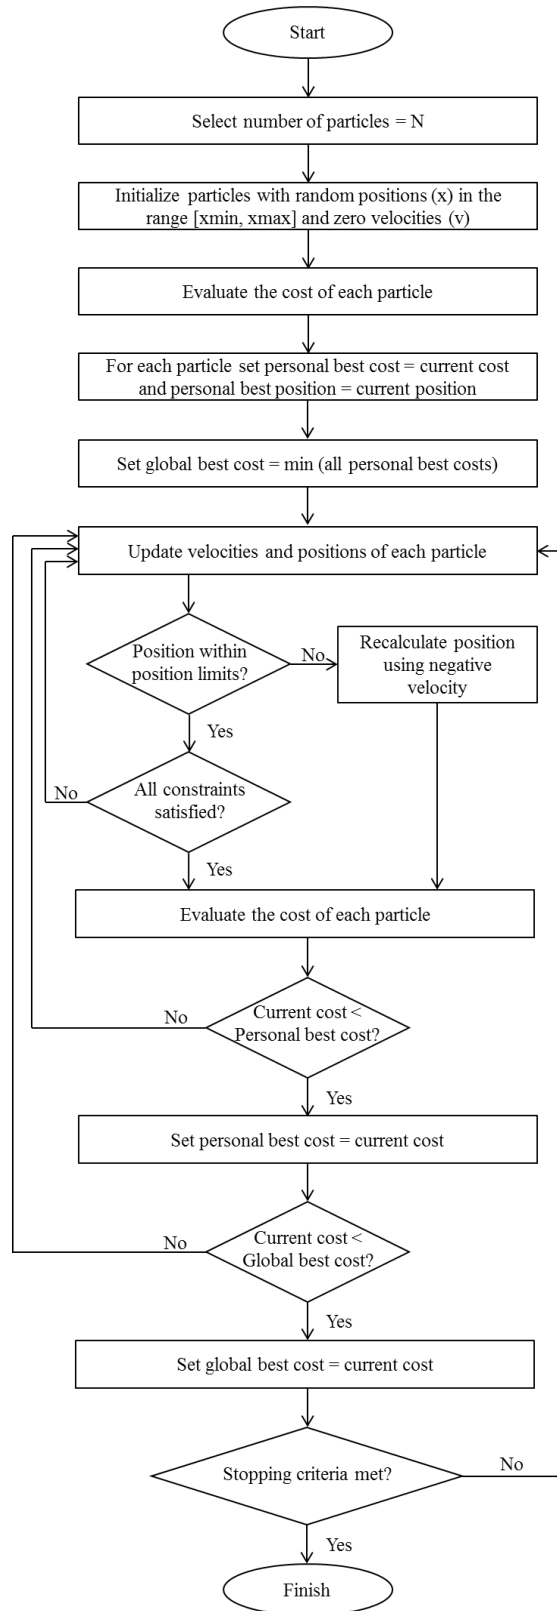 Start
Select number of particles = N
Initialize particles with random positions (x) in the
range [xmin, xmax] and zero velocities (v)
Evaluate the cost of each particle
For each particle set personal best cost = current cost
and personal best position = current position
Set global best cost = min (all personal best costs)
Update velocities and positions of each particle
Position within
position limits?
No
Recalculate position
using negative
velocity
Yes
No
All constraints
satisfied?
Yes
Evaluate the cost of each particle
No
Current cost <
Personal best cost?
Yes
Set personal best cost = current cost
No
Current cost <
Global best cost?
Yes
Set global best cost = current cost
Stopping criteria met?
No
Yes
Finish